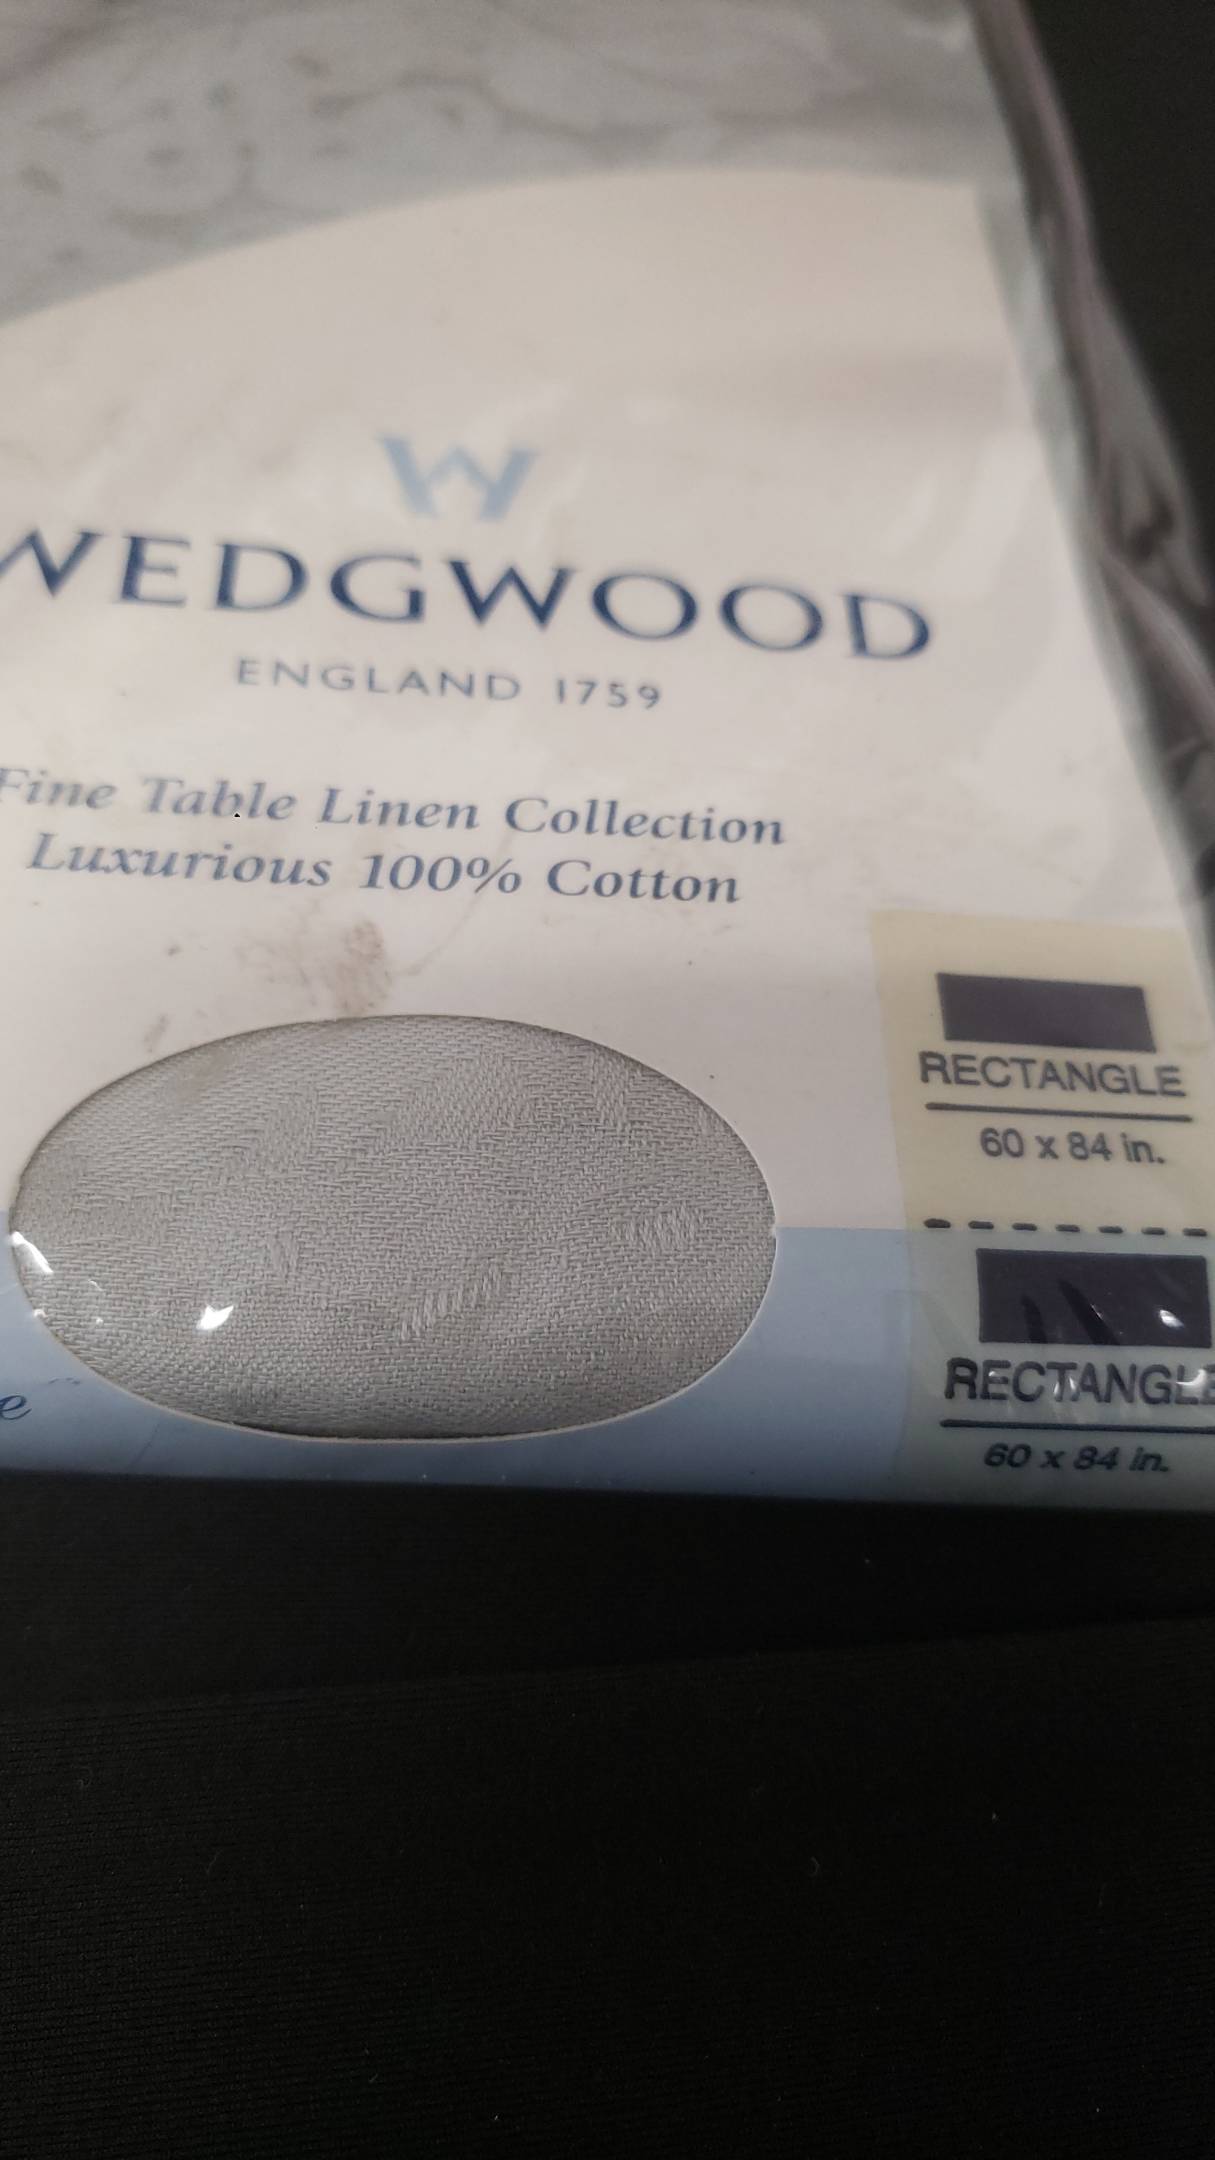 W
WEDGWOOD
ENGLAND 1759
Fine Table Linen Collection
Luxurious 100% Cotton
RECTANGLE
60 x 84 in.
RECTANGLE
60 x 84 in.